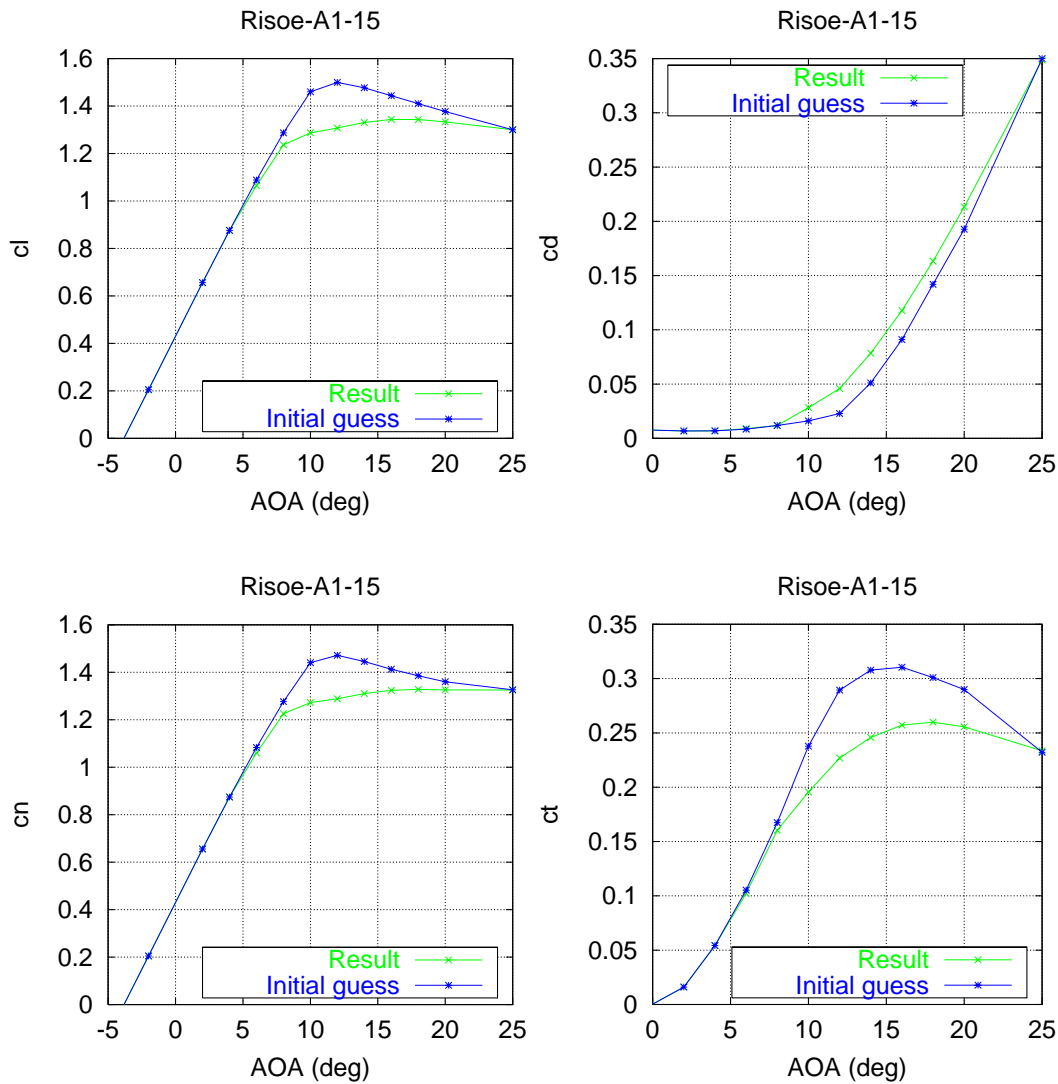 Risoe-A1-15
1.6
1.4
1.2
1
0.8
0.6
0.4
0.2
0
cl
Result
Initial guess
-5 0 5 10 15 20 25
AOA (deg)
Risoe-A1-15
0.35
0.3
0.25
0.2
0.15
0.1
0.05
0
cd
Result
Initial guess
0 5 10 15 20 25
AOA (deg)
Risoe-A1-15
1.6
1.4
1.2
1
0.8
0.6
0.4
0.2
0
cn
Result
Initial guess
-5 0 5 10 15 20 25
AOA (deg)
Risoe-A1-15
0.35
0.3
0.25
0.2
0.15
0.1
0.05
0
ct
Result
Initial guess
0 5 10 15 20 25
AOA (deg)